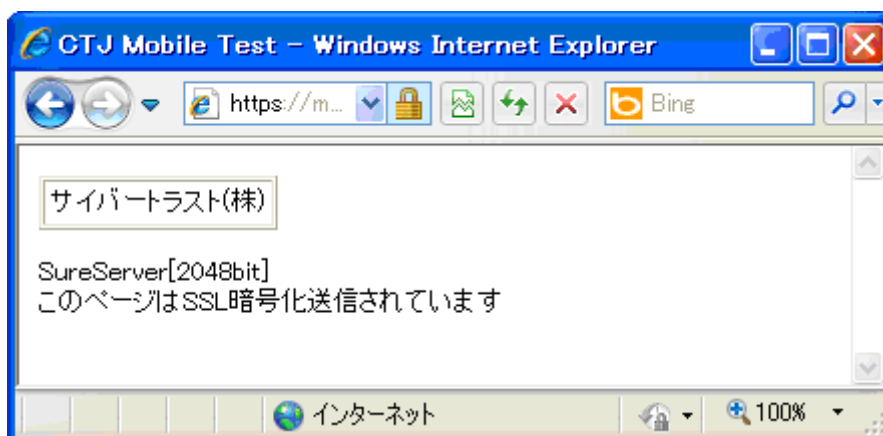 CTJ Mobile Test - Windows Internet Explorer
https://m... Bing
サイバートラスト(株)
SureServer[2048bit]
このページはSSL暗号化送信されています
インターネット 100%